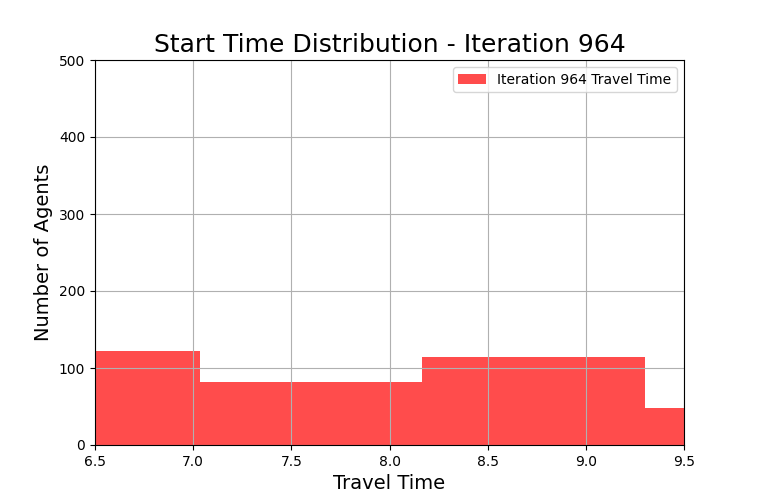 Start Time Distribution - Iteration 964
Iteration 964 Travel Time
Number of Agents
500
400
300
200
100
0
6.5 7.0 7.5 8.0 8.5 9.0 9.5
Travel Time